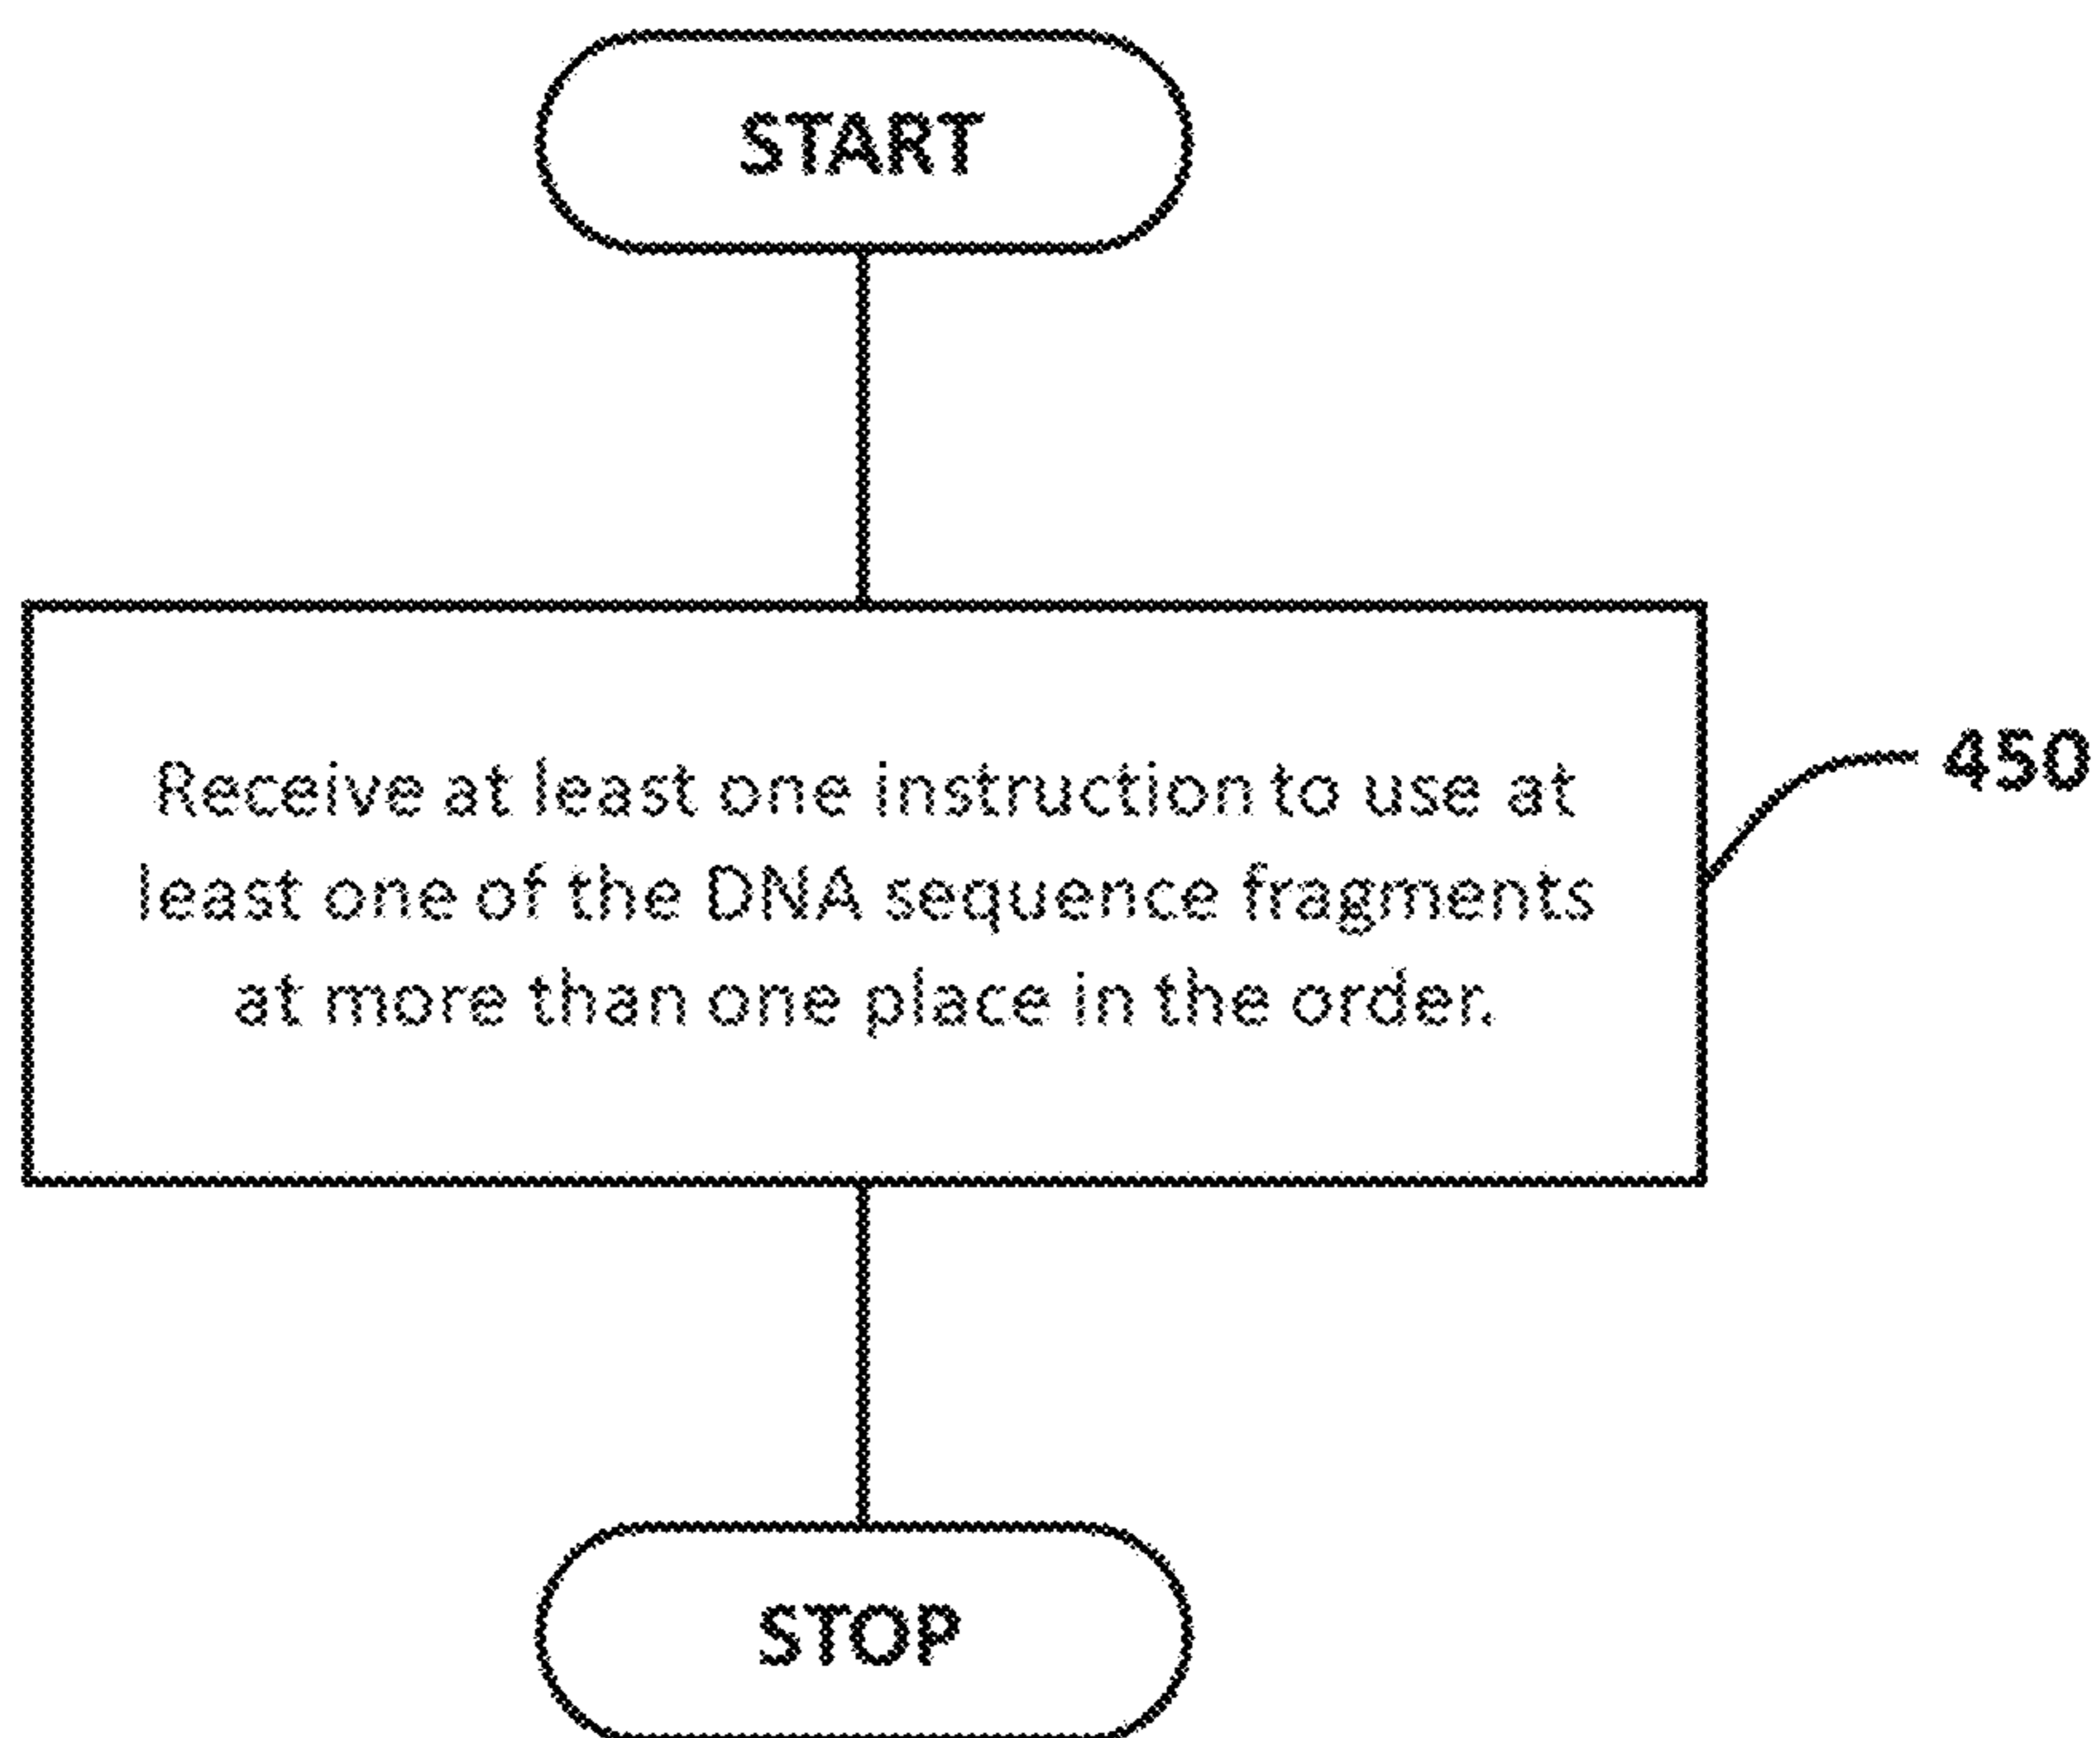 START
Receive at least one instruction to use at
least one of the DNA sequence fragments
at more than one place in the order.
450
STOP